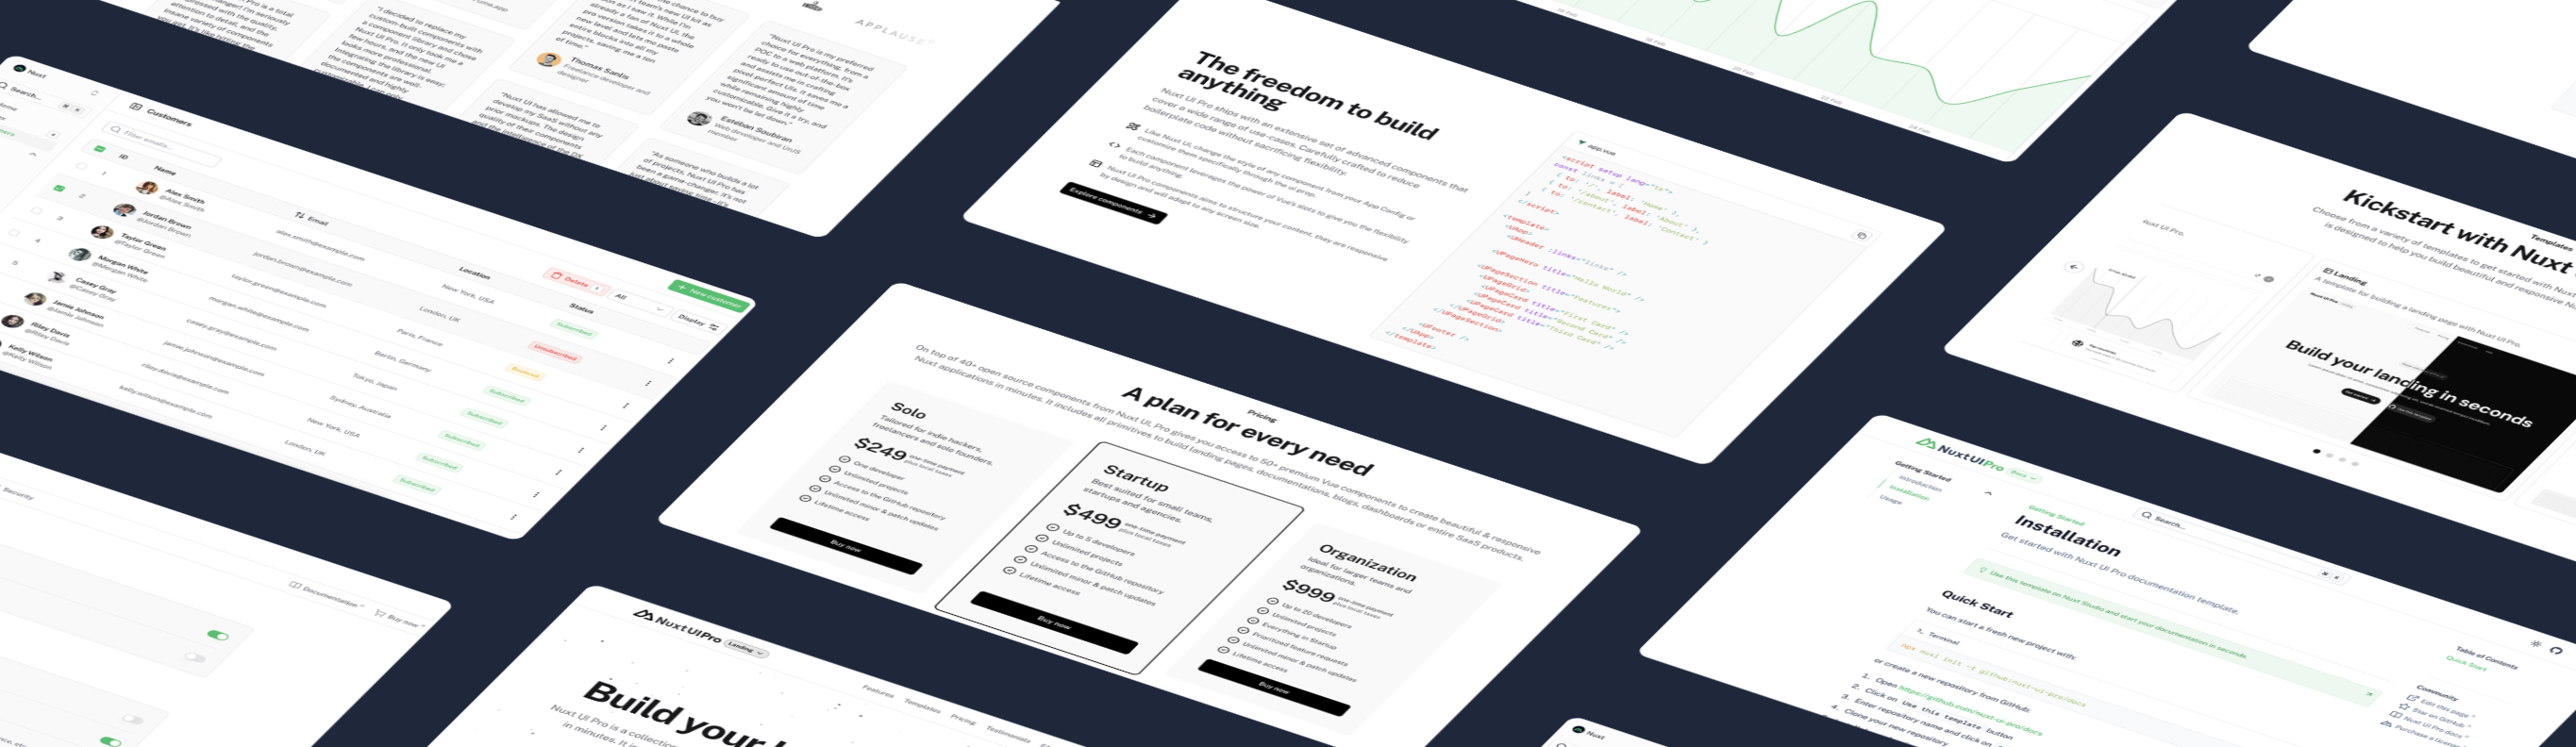 "I decided to replace my
custom-built components with
a component library and chose
Nuxt UI Pro. It only took me a
few hours, and the new UI
looks more professional.
Integrating the library is easy;
the components are well-
documented and highly
Thomas Sanlis
Freelance developer and
designer
"Nuxt UI has allowed me to
develop my SaaS without any
prior mockups. The design
quality of their components
APPLAUSE
"Nuxt UI Pro is my preferred
choice for everything, from a
POC to a web platform. It's
ready to use out-of-the-box
and assists me in crafting
pixel perfect UIs. It saves me a
significant amount of time
while remaining highly
customizable. Give it a try, and
you won't be let down."
Estéban Soubiran
Web developer and UnJS
member
"As someone who builds a lot
of projects, Nuxt UI Pro has
been a game-changer. It's not
Nuxt
Search...
Customers
Filter emails...
Delete
All
Display
New customer
ID
Name
Email
Location
Status
1
Alex Smith
@Alex Smith
alex.smith@example.com
New York, USA
Subscribed
2
Jordan Brown
@Jordan Brown
jordan.brown@example.com
London, UK
Unsubscribed
3
Taylor Green
@Taylor Green
taylor.green@example.com
Paris, France
Bounced
4
Morgan White
@Morgan White
morgan.white@example.com
Berlin, Germany
Subscribed
5
Casey Gray
@Casey Gray
casey.gray@example.com
Tokyo, Japan
Subscribed
Jamie Johnson
@Jamie Johnson
jamie.johnson@example.com
Sydney, Australia
Subscribed
Riley Davis
@Riley Davis
riley.davis@example.com
New York, USA
Subscribed
Kelly Wilson
@Kelly Wilson
kelly.wilson@example.com
London, UK
Subscribed
Security
Documentation
Buy now
The freedom to build
anything
Nuxt UI Pro ships with an extensive set of advanced components that
cover a wide range of use-cases. Carefully crafted to reduce
boilerplate code without sacrificing flexibility.
Like Nuxt UI, change the style of any component from your App Config or
customize them specifically through the ui prop.
Each component leverages the power of Vue's slots to give you the flexibility
to build anything.
Nuxt UI Pro components aims to structure your content, they are responsive
by design and will adapt to any screen size.
Explore components
app.vue
<script setup lang="ts">
const links = [
{ to: '/', label: 'Home' },
{ to: '/about', label: 'About' },
{ to: '/contact', label: 'Contact' },
]
</script>
<template>
<UApp>
<UHeader :links="links" />
<UPageHero title="Hello World" />
<UPageSection title="Features">
<UPageGrid>
<UPageCard title="First Card" />
<UPageCard title="Second Card" />
<UPageCard title="Third Card" />
</UPageGrid>
</UPageSection>
<UFooter />
</UApp>
</template>
Pricing
A plan for every need
On top of 40+ open source components from Nuxt UI, Pro gives you access to 50+ premium Vue components to create beautiful & responsive
Nuxt applications in minutes. It includes all primitives to build landing pages, documentations, blogs, dashboards or entire SaaS products.
Solo
Tailored for indie hackers,
freelancers and solo founders.
$249
one-time payment
plus local taxes
One developer
Unlimited projects
Access to the GitHub repository
Unlimited minor & patch updates
Lifetime access
Buy now
Startup
Best suited for small teams,
startups and agencies.
$499
one-time payment
plus local taxes
Up to 5 developers
Unlimited projects
Access to the GitHub repository
Unlimited minor & patch updates
Lifetime access
Buy now
Organization
Ideal for larger teams and
organizations.
$999
one-time payment
plus local taxes
Up to 20 developers
Unlimited projects
Everything in Startup
Prioritized feature requests
Unlimited minor & patch updates
Lifetime access
Buy now
NuxtUIPro
Landing
Features
Templates
Pricing
Testimonials
Build your
Nuxt UI Pro is a collection
in minutes. It
Templates
Kickstart with Nuxt
Choose from a variety of templates to get started with Nuxt
is designed to help you build beautiful and responsive
Nuxt UI Pro.
Landing
A template for building a landing page with Nuxt UI Pro.
Build your landing in seconds
NuxtUIPro
Docs
Search...
Getting Started
Introduction
Installation
Usage
Getting Started
Installation
Get started with Nuxt UI Pro documentation template.
Use this template on Nuxt Studio and start your documentation in seconds.
Quick Start
You can start a fresh new project with:
Terminal
npx nuxi init -t github:nuxt-ui-pro/docs
or create a new repository from GitHub:
1. Open https://github.com/nuxt-ui-pro/docs
2. Click on Use this template button
3. Enter repository name and click on
4. Clone your new repository
Table of Contents
Quick Start
Community
Edit this page
Star on GitHub
Nuxt UI Pro docs
Purchase a license
Nuxt